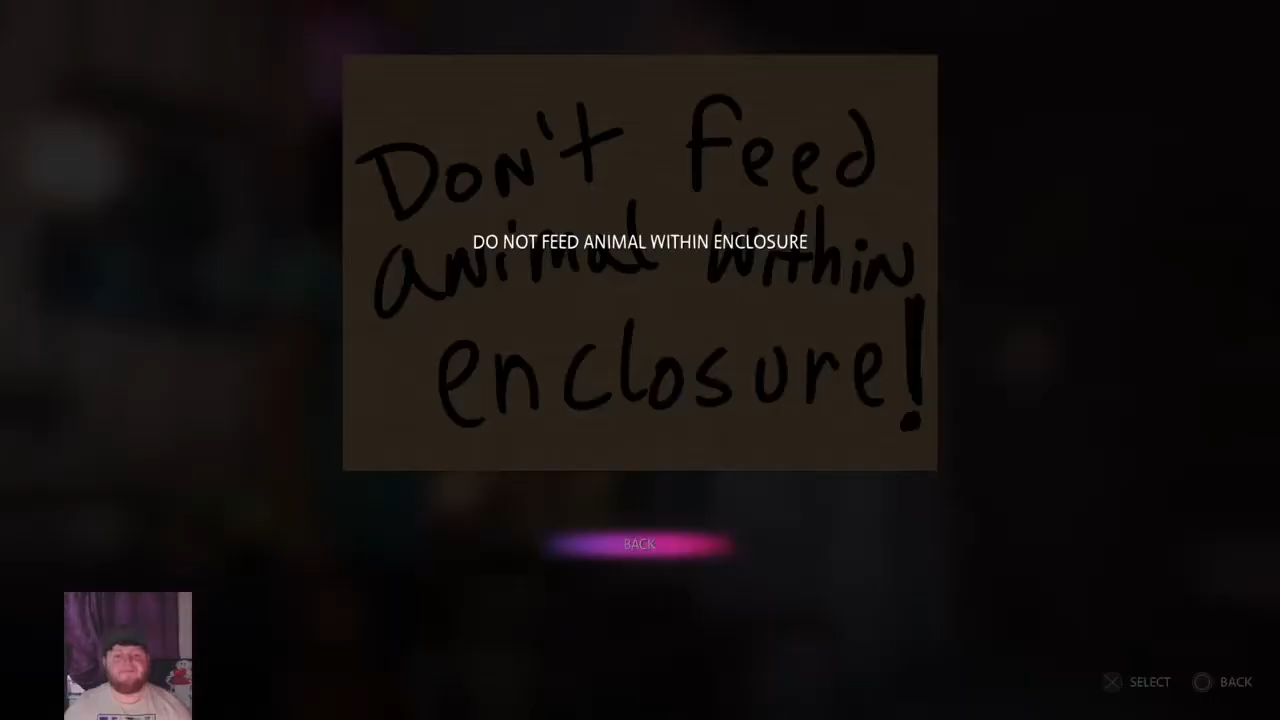 Don't feed
animal within
enclosure!
DO NOT FEED ANIMAL WITHIN ENCLOSURE
BACK
SELECT
BACK